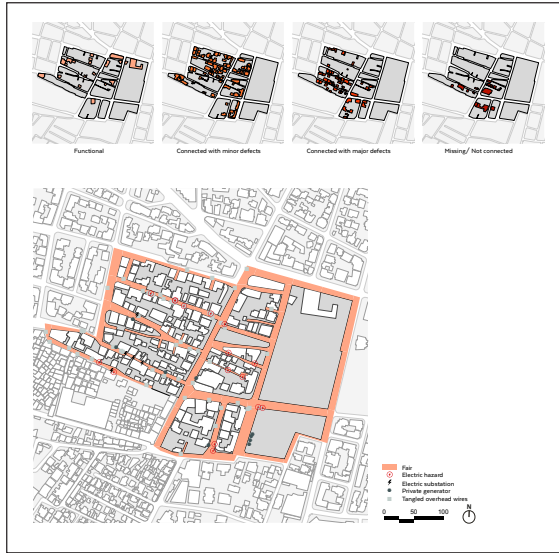 Functional
Connected with minor defects
Connected with major defects
Missing/ Not connected
Fair
Electric hazard
Electric substation
Private generator
Tangled overhead wires
0 50 100
N